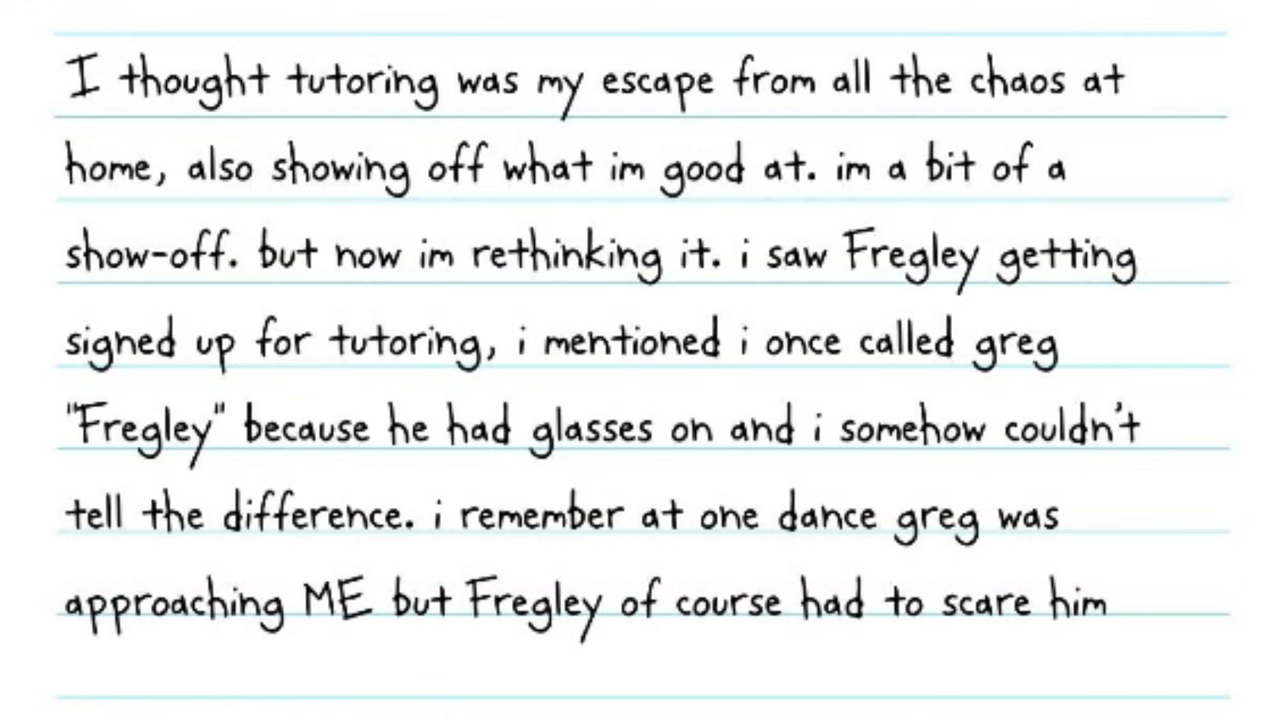 I thought tutoring was my escape from all the chaos at
home, also showing off what im good at. im a bit of a
show-off. but now im rethinking it. i saw Fregley getting
signed up for tutoring, i mentioned i once called greg
"Fregley" because he had glasses on and i somehow couldn't
tell the difference. i remember at one dance greg was
approaching ME but Fregley of course had to scare him